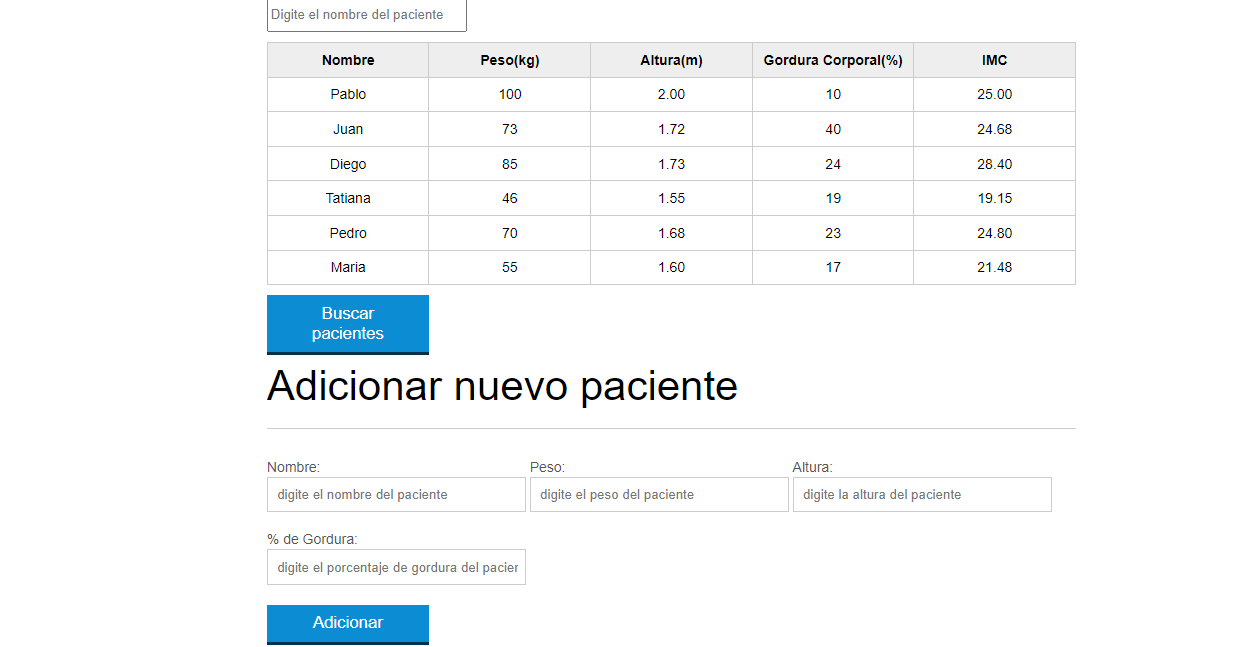 Digite el nombre del paciente
Nombre Peso(kg) Altura(m) Gordura Corporal(%) IMC
Pablo 100 2.00 10 25.00
Juan 73 1.72 40 24.68
Diego 85 1.73 24 28.40
Tatiana 46 1.55 19 19.15
Pedro 70 1.68 23 24.80
Maria 55 1.60 17 21.48
Buscar
pacientes
Adicionar nuevo paciente
Nombre: Peso: Altura:
digite el nombre del paciente digite el peso del paciente digite la altura del paciente
% de Gordura:
digite el porcentaje de gordura del pacier
Adicionar